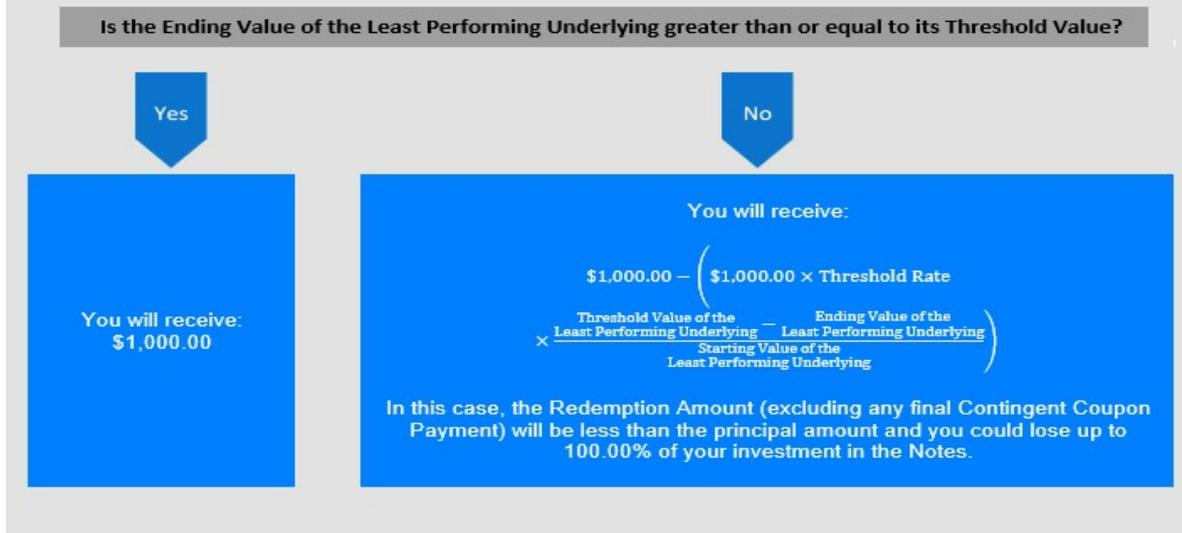 Is the Ending Value of the Least Performing Underlying greater than or equal to its Threshold Value?
Yes
No
You will receive:
$1,000.00
You will receive:
$1,000.00 − ( $1,000.00 × Threshold Rate
× Threshold Value of the Least Performing Underlying − Ending Value of the Least Performing Underlying
Starting Value of the
Least Performing Underlying )
In this case, the Redemption Amount (excluding any final Contingent Coupon
Payment) will be less than the principal amount and you could lose up to
100.00% of your investment in the Notes.